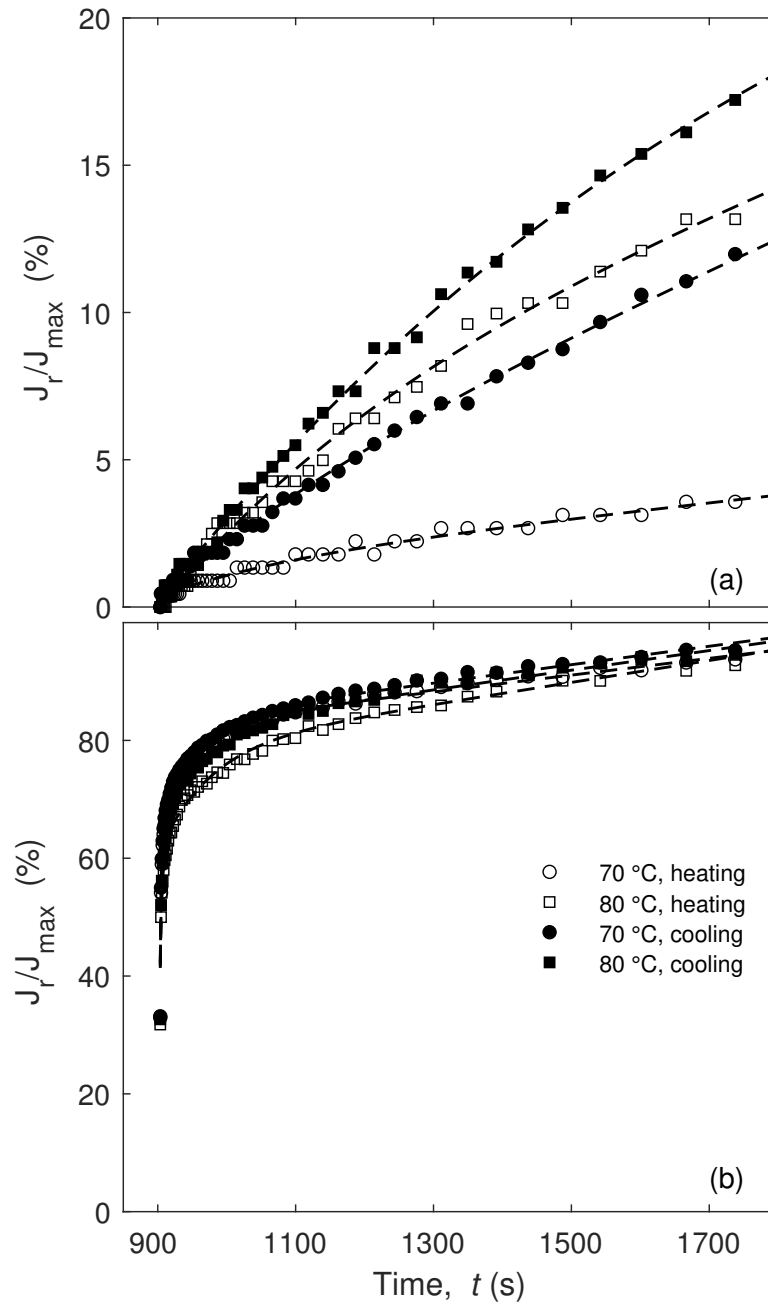 20
15
10
5
0
J_r/J_max (%)
(a)
80
60
40
20
0
J_r/J_max (%)
70 °C, heating
80 °C, heating
70 °C, cooling
80 °C, cooling
(b)
900 1100 1300 1500 1700
Time, t (s)